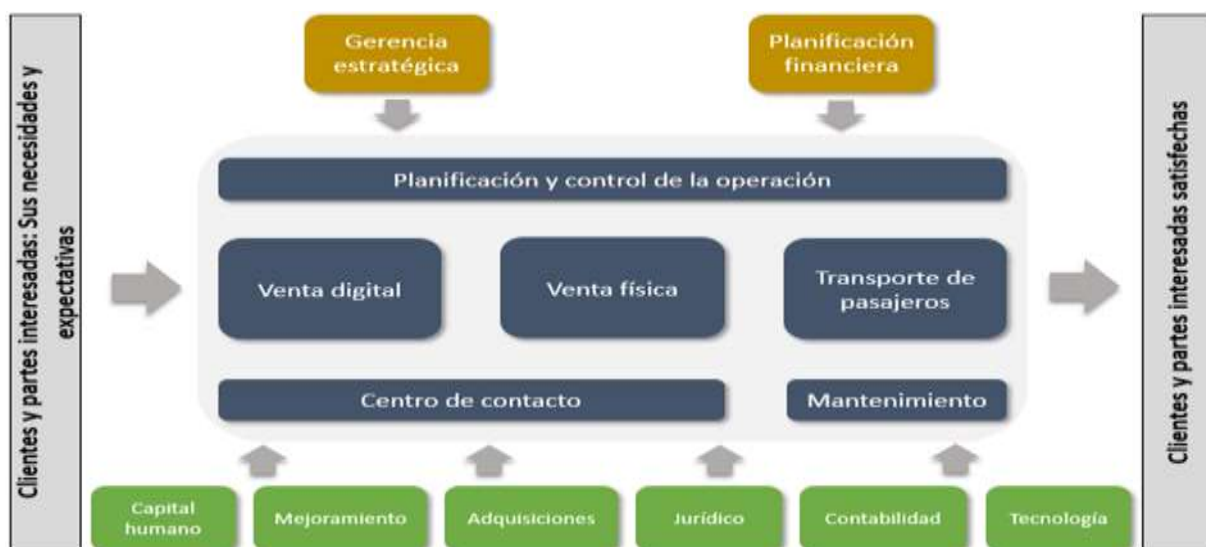 Clientes y partes interesadas: Sus necesidades y
expectativas
Gerencia
estratégica
Planificación
financiera
Planificación y control de la operación
Venta digital
Venta física
Transporte de
pasajeros
Centro de contacto
Mantenimiento
Capital
humano
Mejoramiento
Adquisiciones
Jurídico
Contabilidad
Tecnología
Clientes y partes interesadas satisfechas